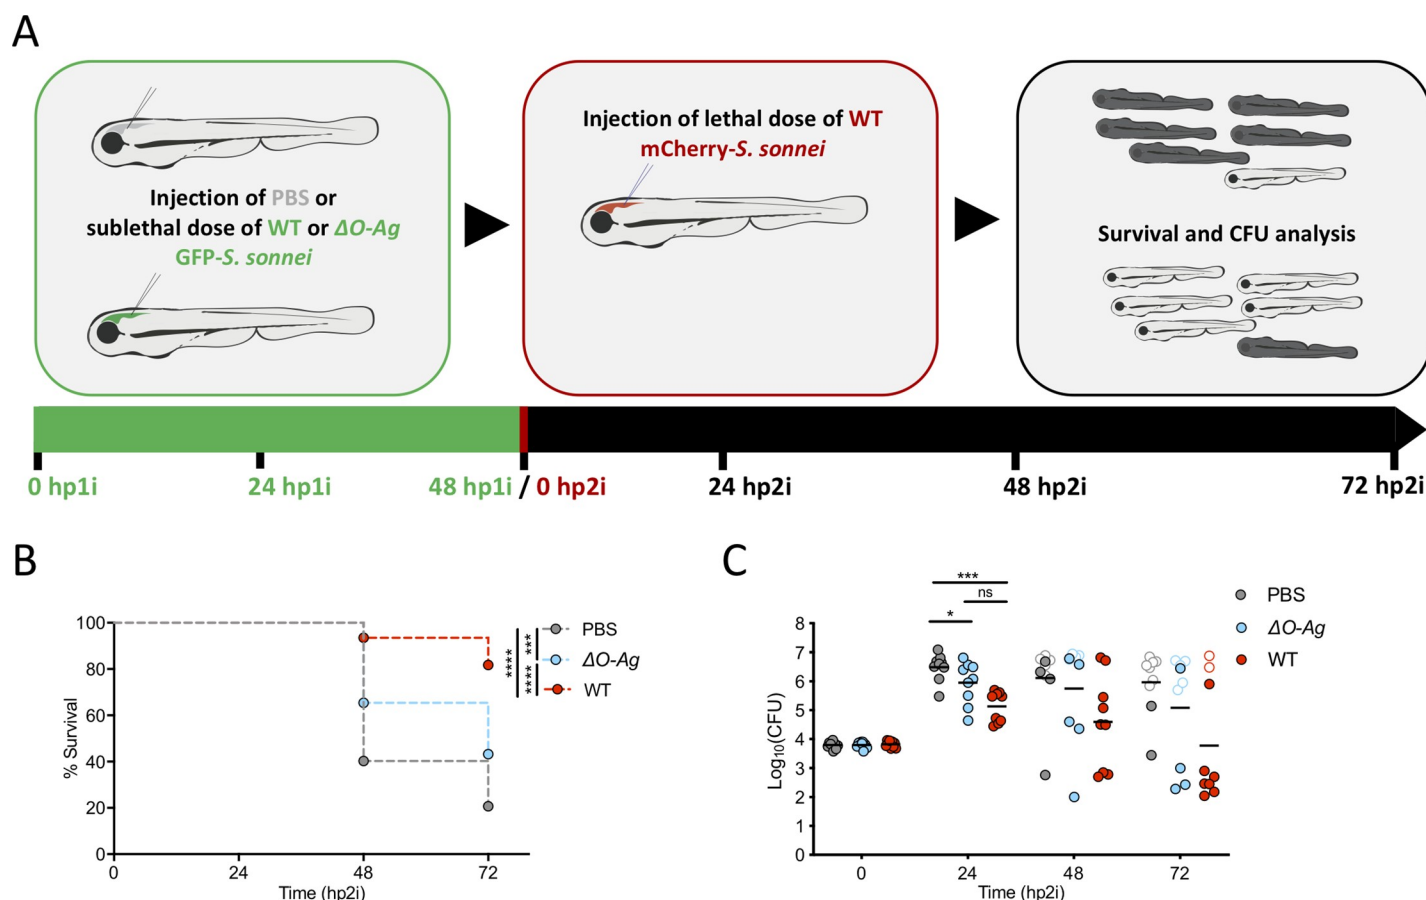 A
Injection of PBS or
sublethal dose of WT or ΔO-Ag
GFP-S. sonnei
Injection of lethal dose of WT
mCherry-S. sonnei
Survival and CFU analysis
0 hp1i
24 hp1i
48 hp1i / 0 hp2i
24 hp2i
48 hp2i
72 hp2i
B
% Survival
100
80
60
40
20
0
0
24
48
72
Time (hp2i)
****
***
****
PBS
ΔO-Ag
WT
C
***
ns
*
Log10(CFU)
8
7
6
5
4
3
2
1
0
0
24
48
72
Time (hp2i)
PBS
ΔO-Ag
WT